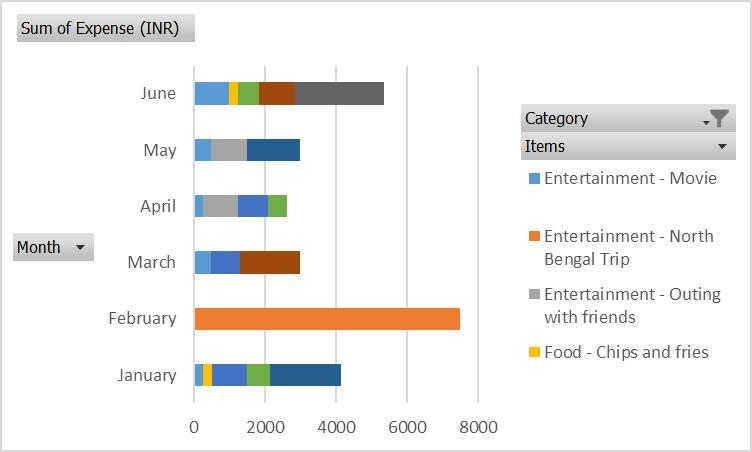 Sum of Expense (INR)
June
May
April
March
February
January
Month
0 2000 4000 6000 8000
Category
Items
Entertainment - Movie
Entertainment - North
Bengal Trip
Entertainment - Outing
with friends
Food - Chips and fries